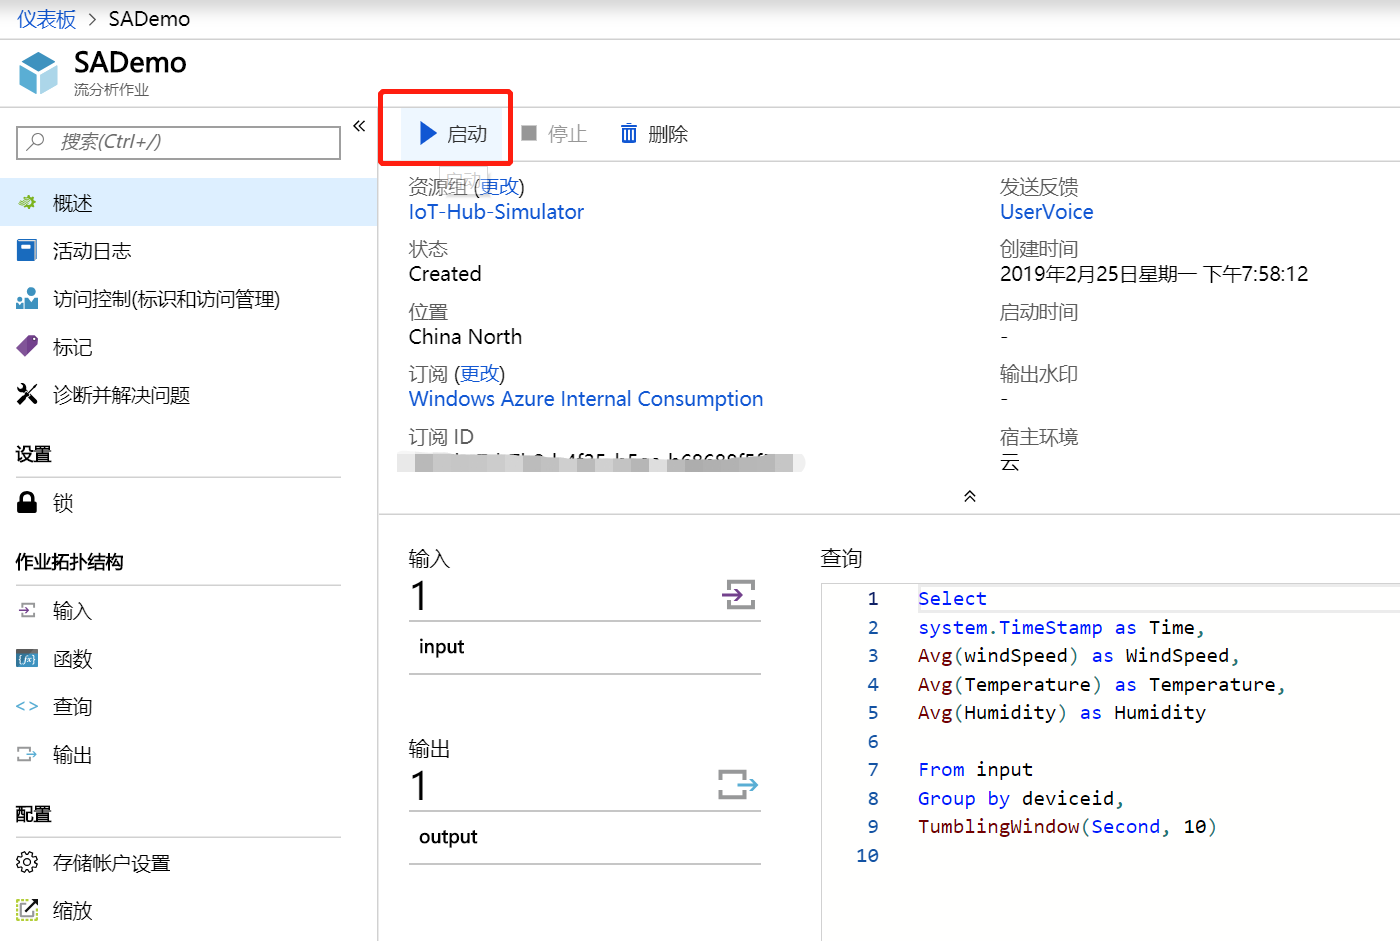 仪表板 > SADemo
SADemo
流分析作业
搜索(Ctrl+/)
«
启动
停止
删除
启动
概述
活动日志
访问控制(标识和访问管理)
标记
诊断并解决问题
设置
锁
作业拓扑结构
输入
函数
查询
输出
配置
存储帐户设置
缩放
资源组 (更改)
IoT-Hub-Simulator
状态
Created
位置
China North
订阅 (更改)
Windows Azure Internal Consumption
订阅 ID
发送反馈
UserVoice
创建时间
2019年2月25日星期一 下午7:58:12
启动时间
-
输出水印
-
宿主环境
云
输入
1
input
输出
1
output
查询
1 Select
2 system.TimeStamp as Time,
3 Avg(windSpeed) as WindSpeed,
4 Avg(Temperature) as Temperature,
5 Avg(Humidity) as Humidity
6
7 From input
8 Group by deviceid,
9 TumblingWindow(Second, 10)
10